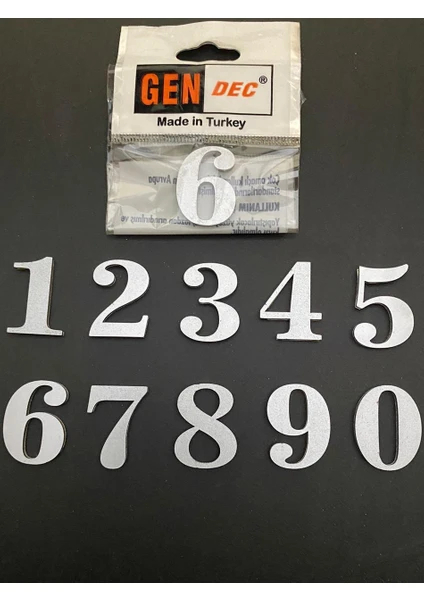 GEN DEC®
Made in Turkey
6
KULLANIM
1 2 3 4 5
6 7 8 9 0